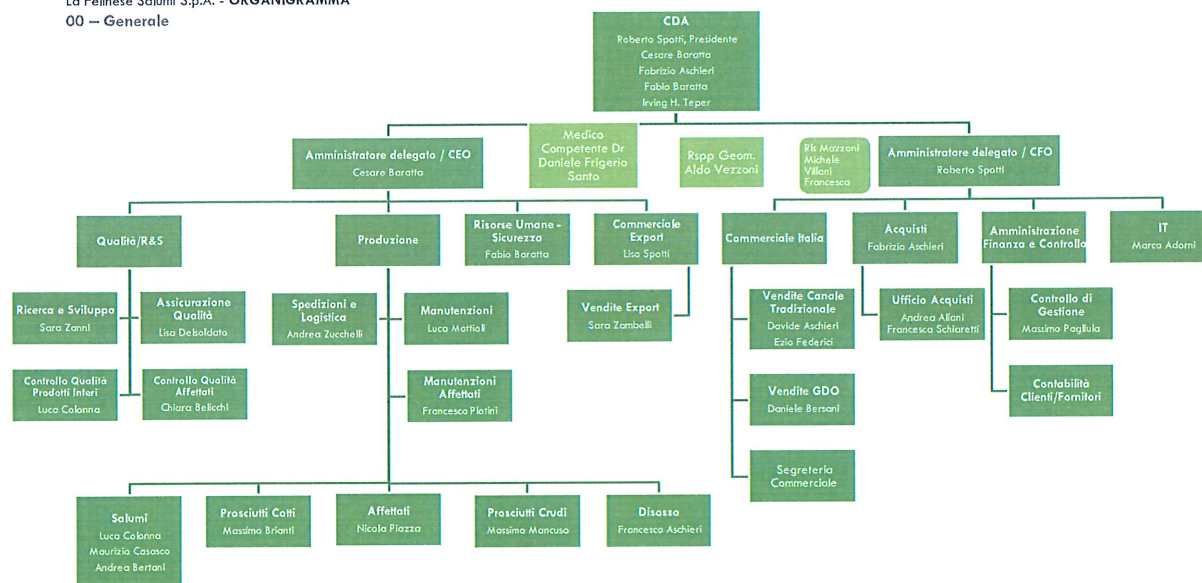 La Felinese Salumi S.p.A. - ORGANIGRAMMA
00 – Generale
CDA
Roberto Spotti, Presidente
Cesare Baratta
Fabrizio Aschieri
Fabio Baratta
Irving H. Teper
Medico
Competente Dr
Daniele Frigerio
Santo
Rspp Geom.
Aldo Vezzoni
Rls Mazzoni
Michele
Villani
Francesca
Amministratore delegato / CEO
Cesare Baratta
Amministratore delegato / CFO
Roberto Spotti
Qualità/R&S
Produzione
Risorse Umane -
Sicurezza
Fabio Baratta
Commerciale
Export
Lisa Spotti
Commerciale Italia
Acquisti
Fabrizio Aschieri
Amministrazione
Finanza e Controllo
IT
Marco Adorni
Ricerca e Sviluppo
Sara Zanni
Assicurazione
Qualità
Lisa Delsoldato
Spedizioni e
Logistica
Andrea Zucchelli
Manutenzioni
Luca Mattioli
Vendite Export
Sara Zambelli
Vendite Canale
Tradizionale
Davide Aschieri
Ezio Federici
Ufficio Acquisti
Andrea Aliani
Francesca Schiaretti
Controllo di
Gestione
Massimo Pagliula
Controllo Qualità
Prodotti Interi
Luca Colonna
Controllo Qualità
Affettati
Chiara Belicchi
Manutenzioni
Affettati
Francesco Plotini
Vendite GDO
Daniele Bersani
Contabilità
Clienti/Fornitori
Segreteria
Commerciale
Salumi
Luca Colonna
Maurizio Casasco
Andrea Bertani
Prosciutti Cotti
Massimo Brianti
Affettati
Nicola Piazza
Prosciutti Crudi
Massimo Mancuso
Disosso
Francesco Aschieri